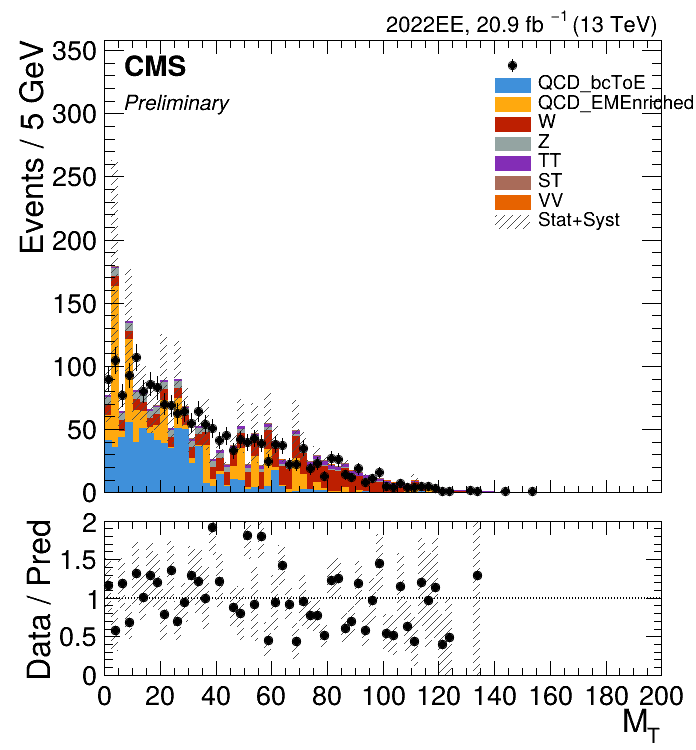 2022EE, 20.9 fb⁻¹ (13 TeV)
CMS
Preliminary
Events / 5 GeV
350
300
250
200
150
100
50
0
QCD_bcToE
QCD_EMEnriched
W
Z
TT
ST
VV
Stat+Syst
Data / Pred
2
1.5
1
0.5
0
0 20 40 60 80 100 120 140 160 180 200
M_T